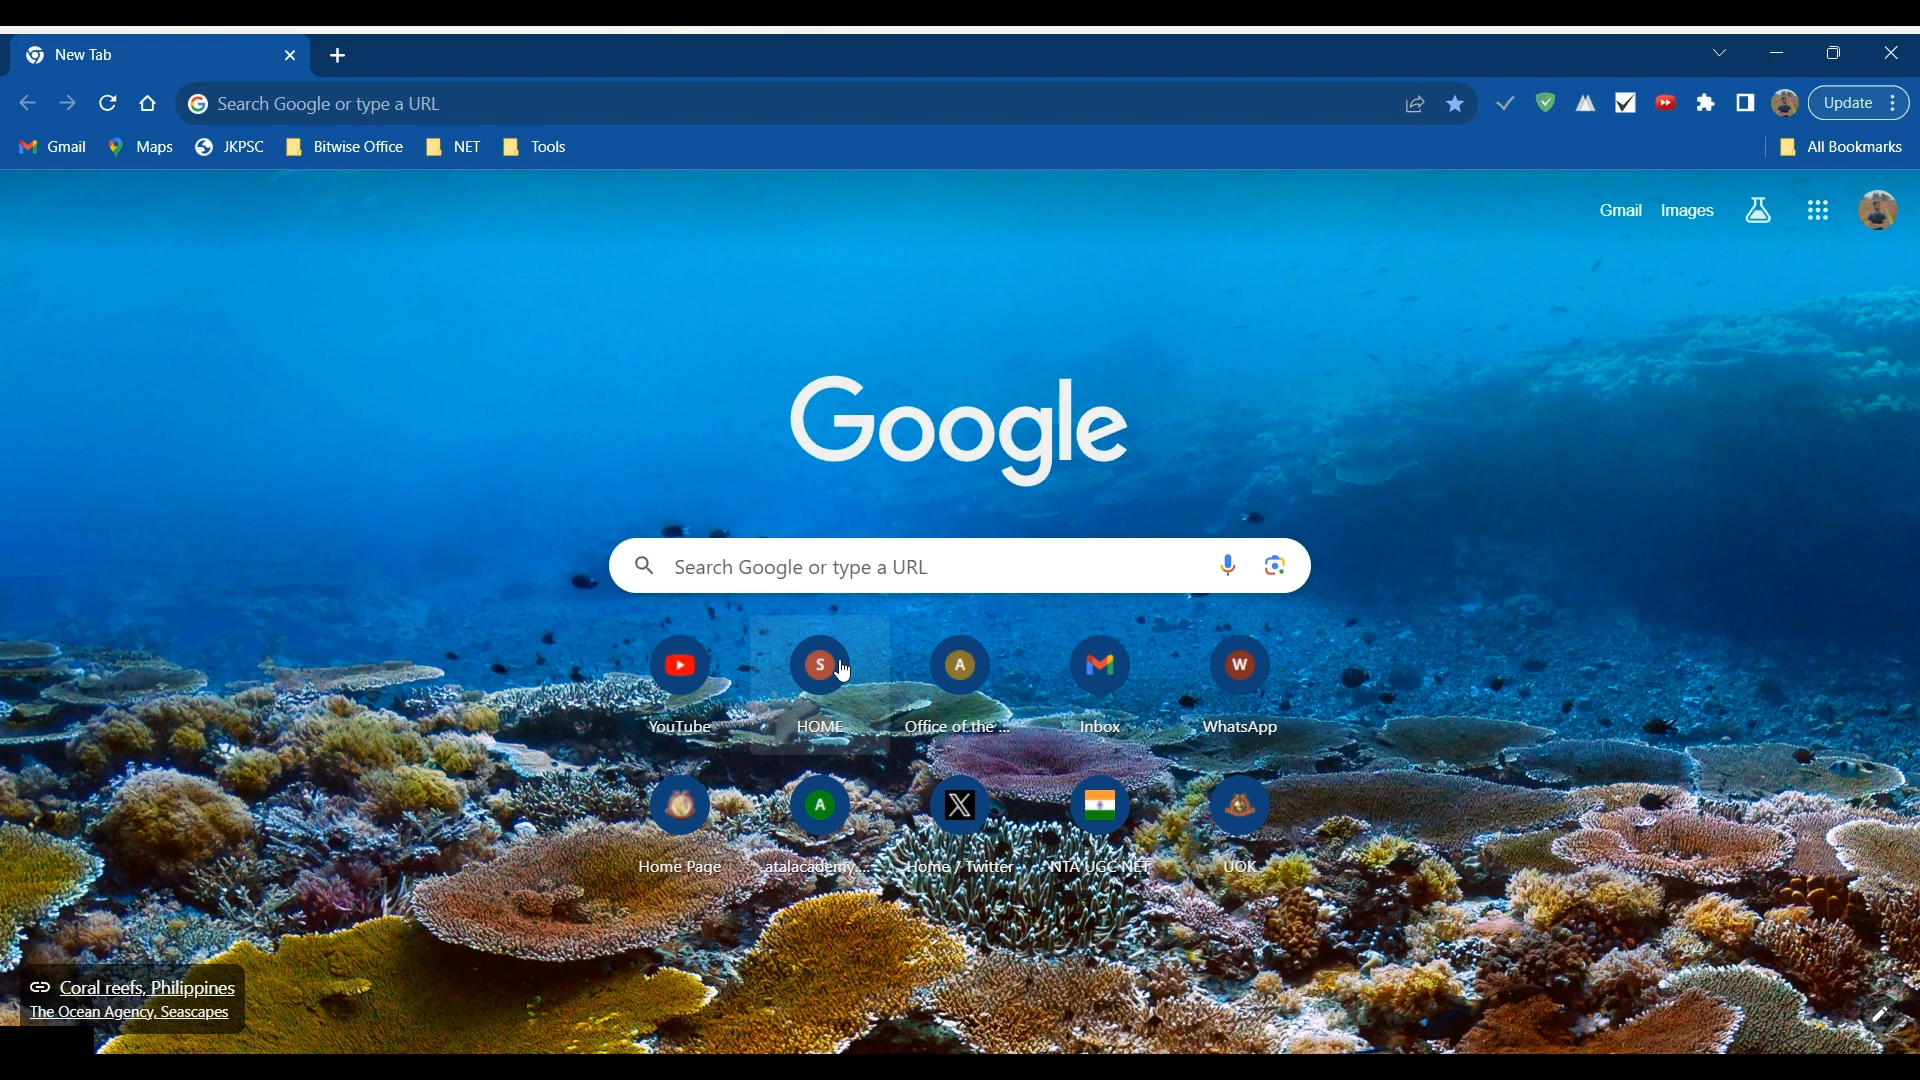 New Tab
Search Google or type a URL
Update
Gmail Maps JKPSC Bitwise Office NET Tools All Bookmarks
Gmail Images
Google
Search Google or type a URL
S A W
YouTube HOME Office of the ... Inbox WhatsApp
A X
Home Page atalacademy.... Home / Twitter NTA UGC NET UOK
Coral reefs, Philippines
The Ocean Agency, Seascapes